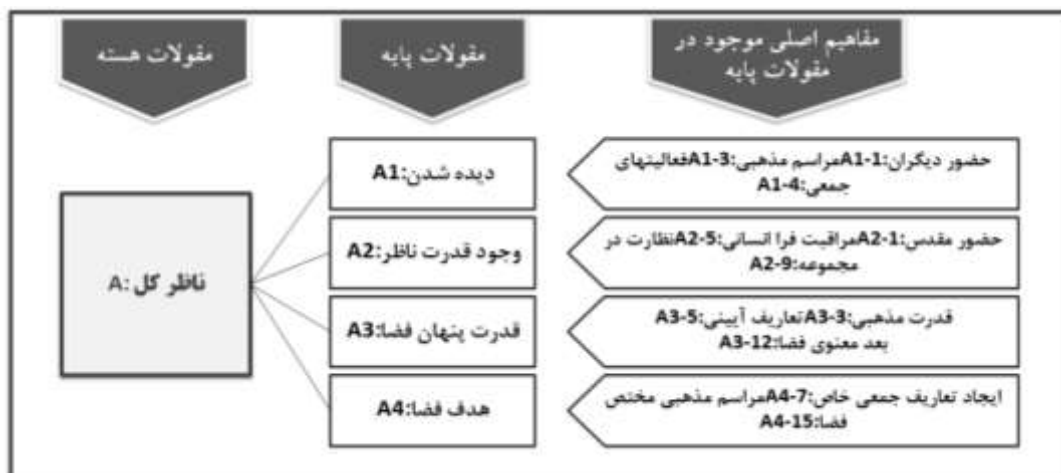 مفاهیم اصلی موجود در
مقولات پایه
مقولات پایه
مقولات هسته
حضور دیگران:A1-1مراسم مذهبی:A1-3فعالیتهای
جمعی:A1-4
دیده شدن:A1
حضور مقدس:A2-1مراقبت فرا انسانی:A2-5نظارت در
مجموعه:A2-9
وجود قدرت ناظر:A2
ناظر کل:A
قدرت مذهبی:A3-3تعاریف آیینی:A3-5
بعد معنوی فضا:A3-12
قدرت پنهان فضا:A3
ایجاد تعاریف جمعی خاص:A4-7مراسم مذهبی مختص
فضا:A4-15
هدف فضا:A4